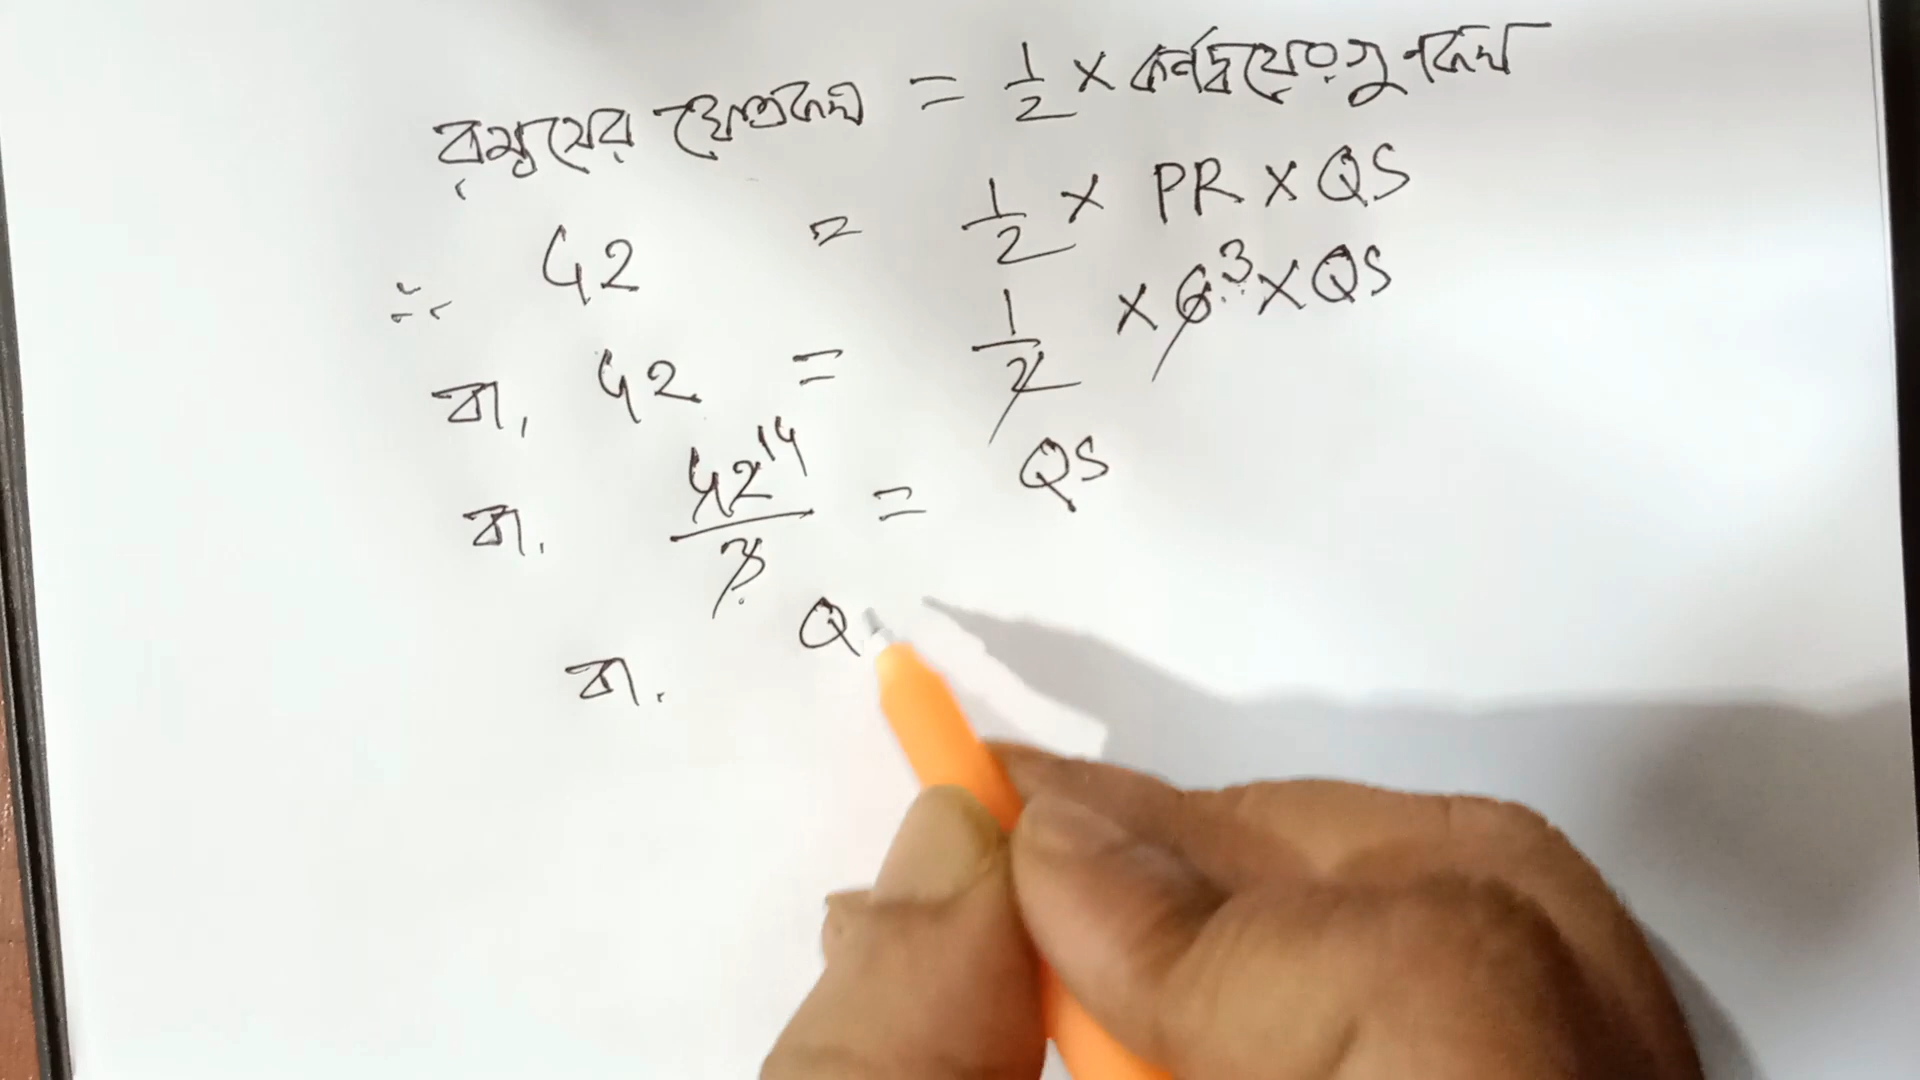 রম্বসের ক্ষেত্রফল = 1/2 × কর্ণদ্বয়ের গুণফল
∴ 42 = 1/2 × PR × QS
বা, 42 = 1/2 × 6 3 × QS
বা, 42 14 / 3 = QS
বা, Q